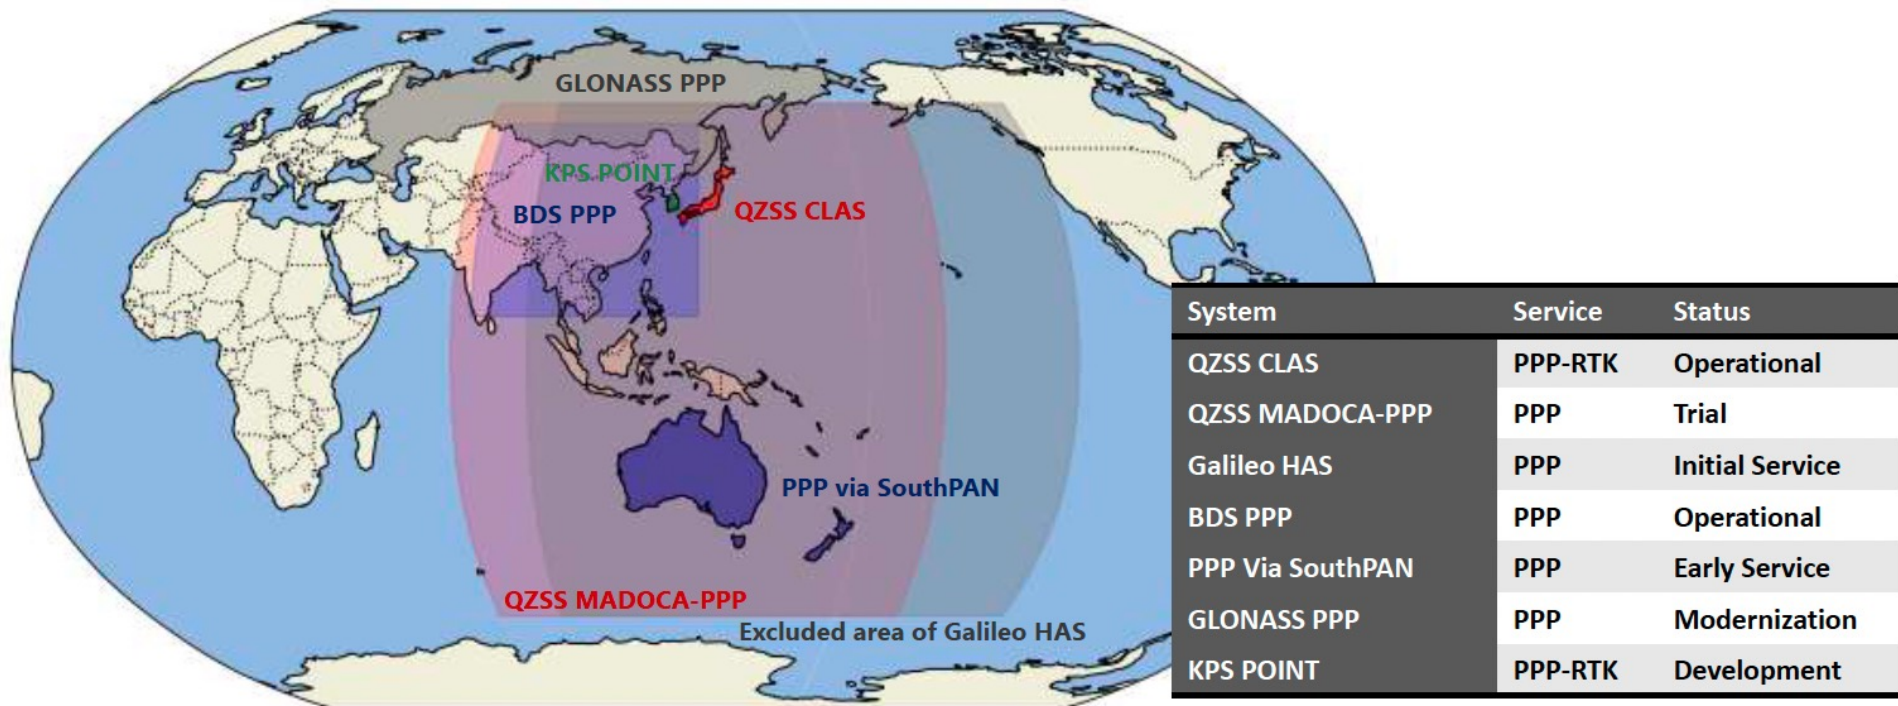 GLONASS PPP
KPS POINT
BDS PPP
QZSS CLAS
PPP via SouthPAN
QZSS MADOCA-PPP
Excluded area of Galileo HAS
System Service Status
QZSS CLAS PPP-RTK Operational
QZSS MADOCA-PPP PPP Trial
Galileo HAS PPP Initial Service
BDS PPP PPP Operational
PPP Via SouthPAN PPP Early Service
GLONASS PPP PPP Modernization
KPS POINT PPP-RTK Development